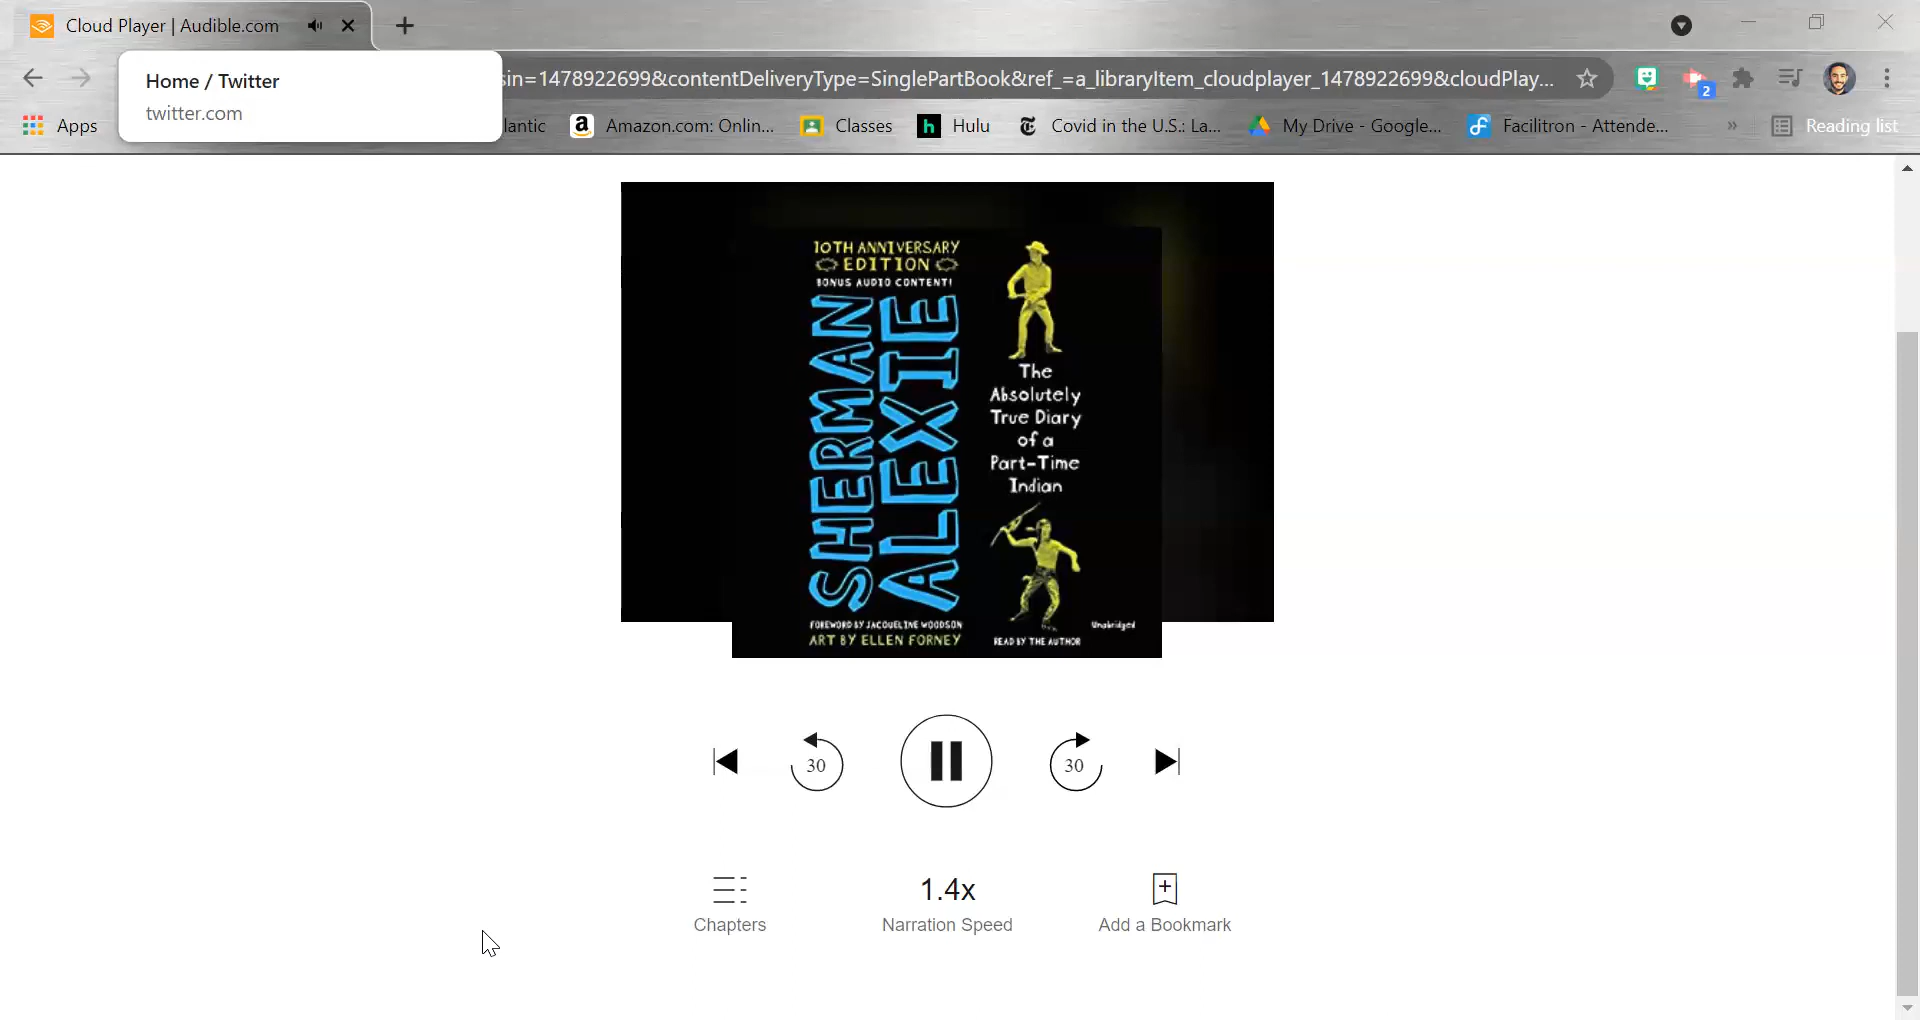 Cloud Player | Audible.com
Home / Twitter
twitter.com
sin=1478922699&contentDeliveryType=SinglePartBook&ref_=a_libraryItem_cloudplayer_1478922699&cloudPlay...
2
Apps
lantic
a
Amazon.com: Onlin...
Classes
h
Hulu
Covid in the U.S.: La...
My Drive - Google...
Facilitron - Attende...
»
Reading list
10TH ANNIVERSARY
EDITION
BONUS AUDIO CONTENT!
SHERMAN
ALEXIE
The
Absolutely
True Diary
of a
Part-Time
Indian
FOREWORD BY JACQUELINE WOODSON
ART BY ELLEN FORNEY
READ BY THE AUTHOR
Unabridged
30
30
Chapters
1.4x
Narration Speed
Add a Bookmark